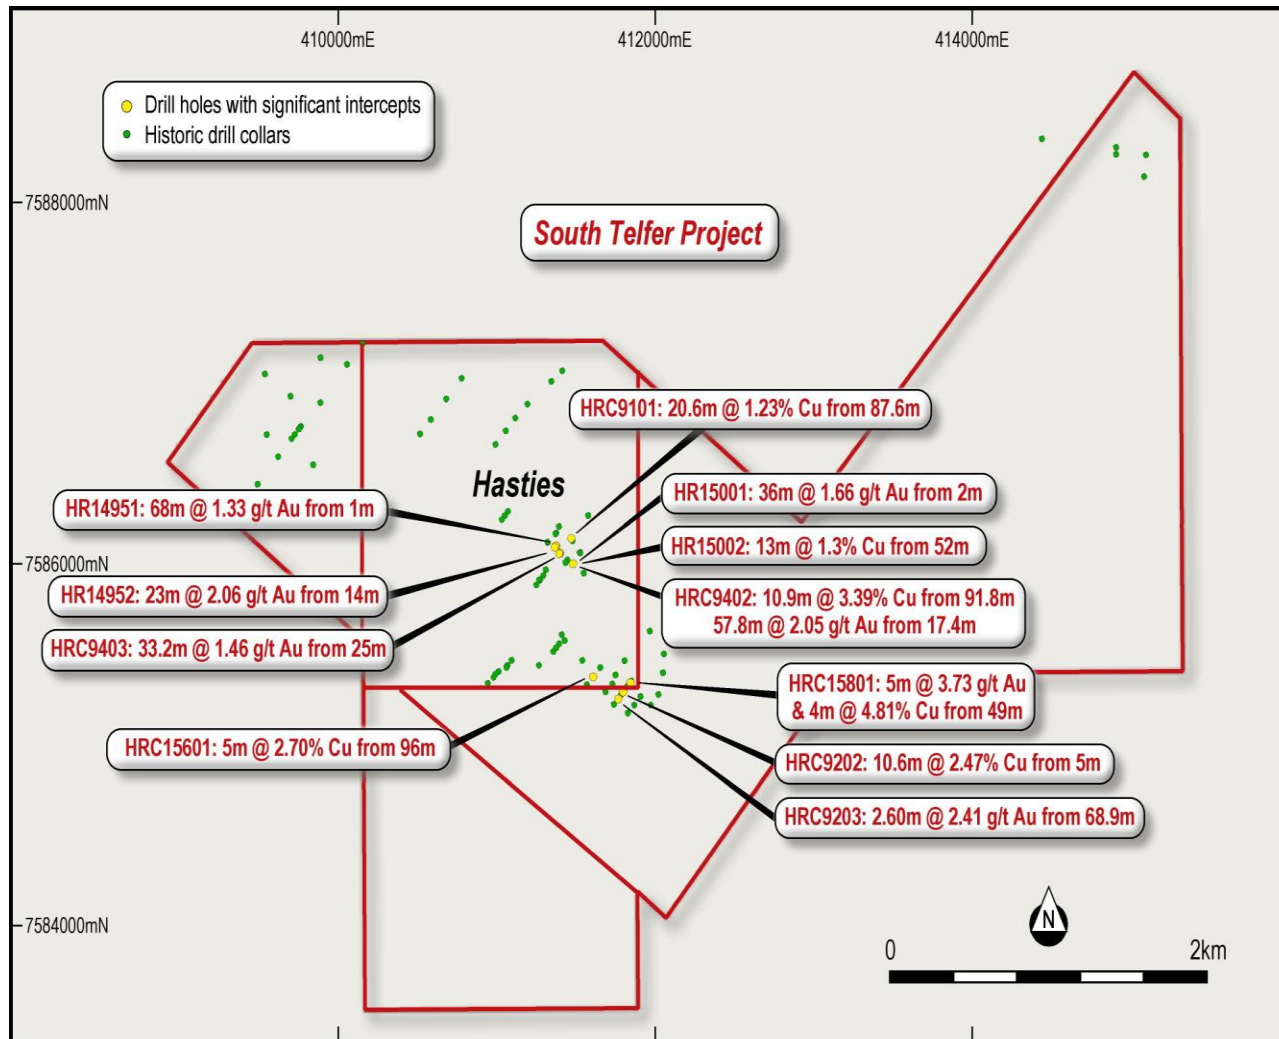 410000mE
412000mE
414000mE
Drill holes with significant intercepts
Historic drill collars
7588000mN
South Telfer Project
HRC9101: 20.6m @ 1.23% Cu from 87.6m
Hasties
HR15001: 36m @ 1.66 g/t Au from 2m
HR14951: 68m @ 1.33 g/t Au from 1m
HR15002: 13m @ 1.3% Cu from 52m
7586000mN
HR14952: 23m @ 2.06 g/t Au from 14m
HRC9402: 10.9m @ 3.39% Cu from 91.8m
57.8m @ 2.05 g/t Au from 17.4m
HRC9403: 33.2m @ 1.46 g/t Au from 25m
HRC15801: 5m @ 3.73 g/t Au
& 4m @ 4.81% Cu from 49m
HRC15601: 5m @ 2.70% Cu from 96m
HRC9202: 10.6m @ 2.47% Cu from 5m
HRC9203: 2.60m @ 2.41 g/t Au from 68.9m
7584000mN
N
0
2km